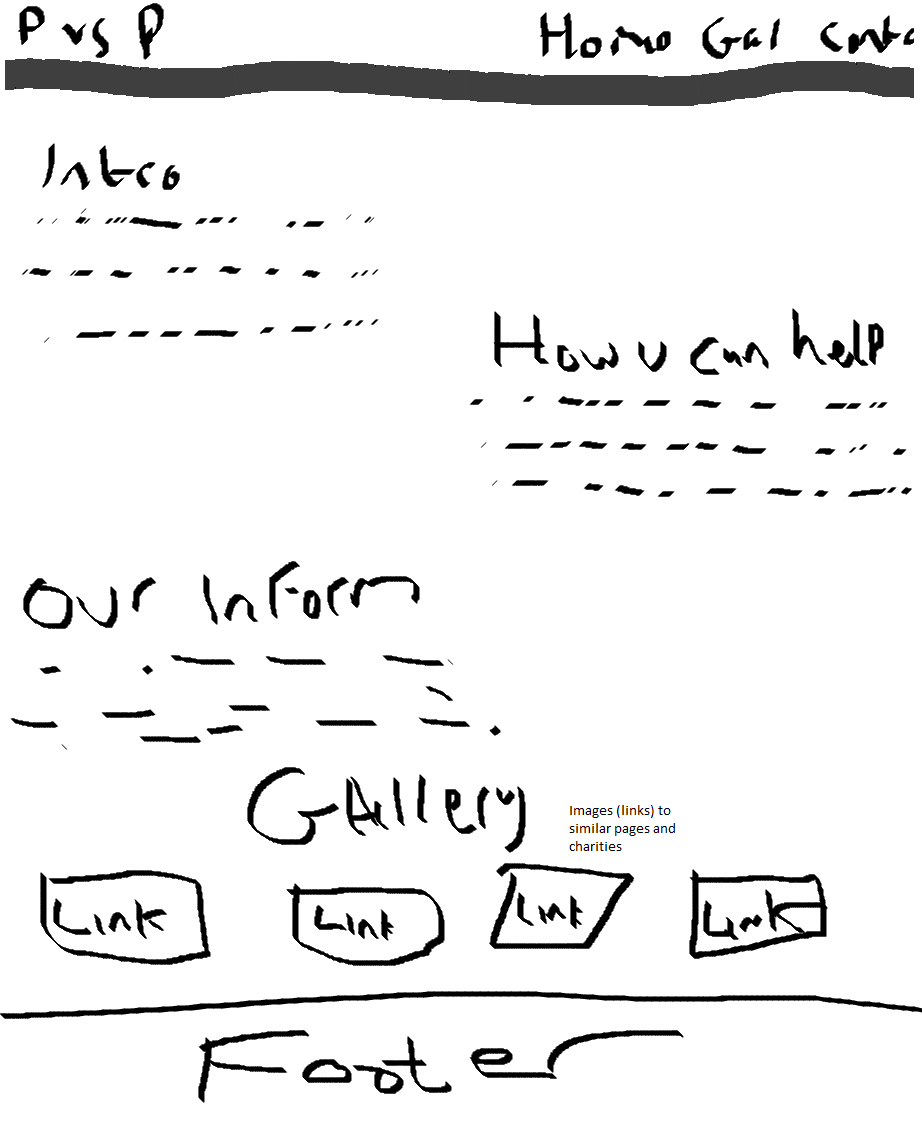 P vs P
Home Gal Conta
Intro
How u can help
Our Inform
GAllery
Images (links) to
similar pages and
charities
Link
Link
Link
Link
Footer